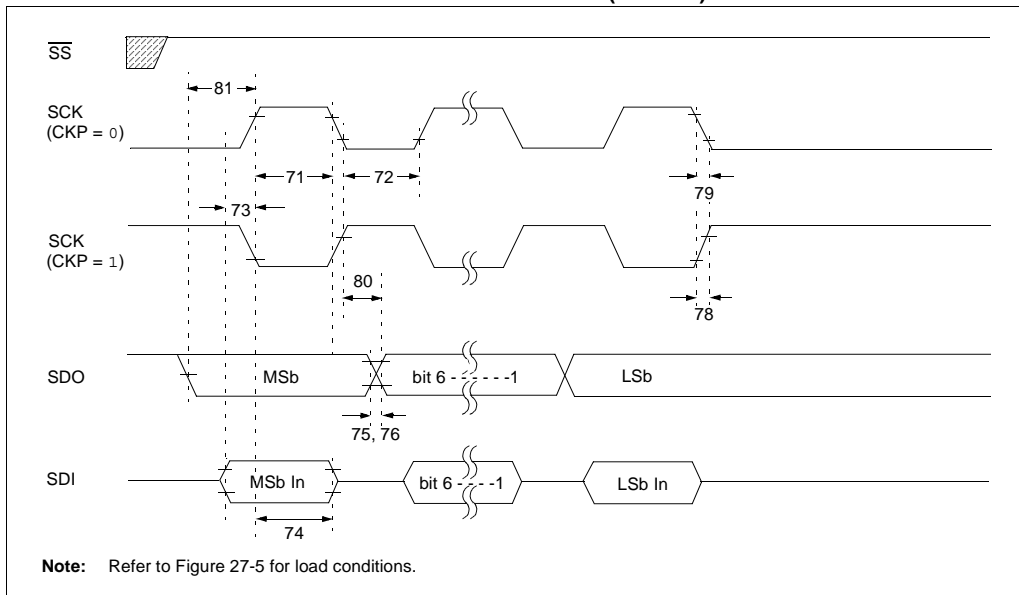 SS
81
SCK
(CKP = 0)
71
72
79
73
SCK
(CKP = 1)
80
78
SDO
MSb
bit 6 - - - - - -1
LSb
75, 76
SDI
MSb In
bit 6 - - - - -1
LSb In
74
Note: Refer to Figure 27-5 for load conditions.